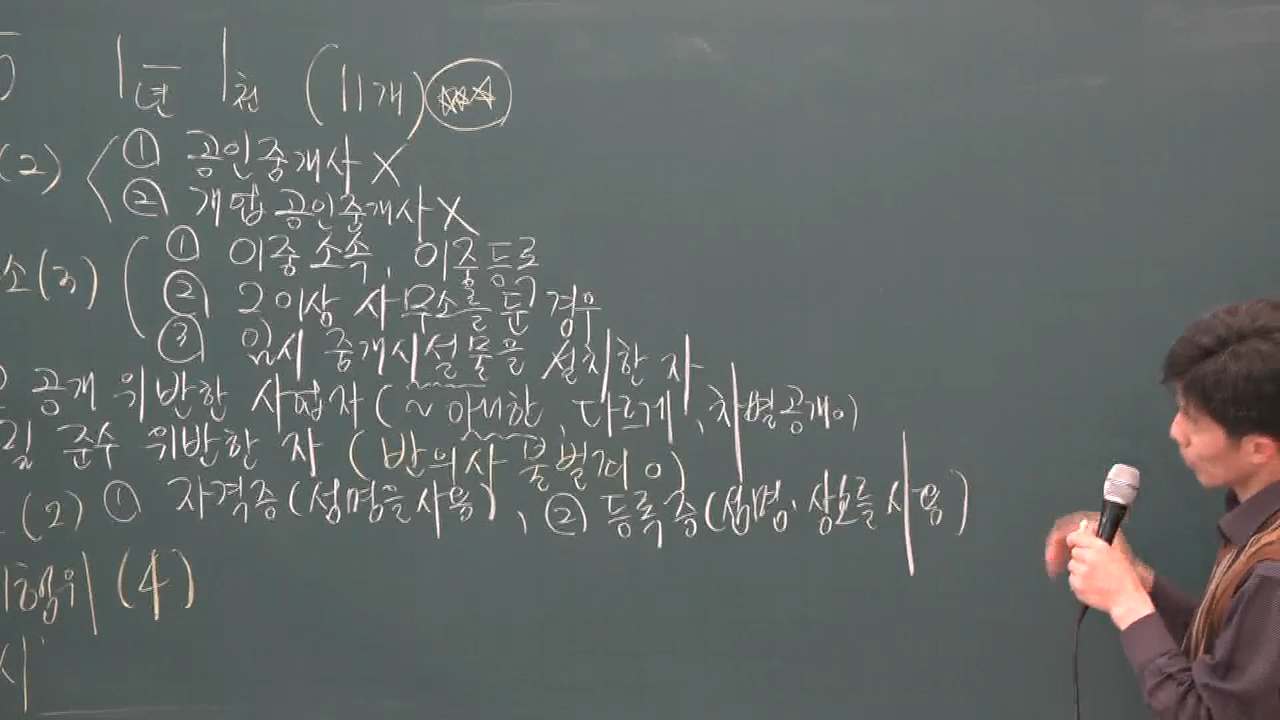 1년 1천 (11개) ☆☆☆
(2) ① 공인중개사 X
② 개업 공인중개사 X
소(3) ① 이중소속, 이중등록
② 2 이상 사무소를 둔 경우
③ 임시 중개시설물을 설치한 자
공개 위반한 사업자 (~아니한, 다르게, 차별공개)
준수 위반한 자 (반의사불벌죄 O)
(2) ① 자격증(성명을 사용), ② 등록증(성명·상호를 사용)
행위 (4)
시